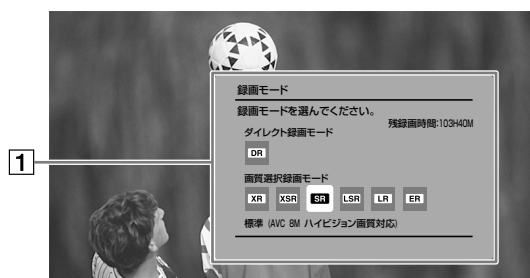 1
録画モード
録画モードを選んでください。
残録画時間:103H40M
ダイレクト録画モード
DR
画質選択録画モード
XR XSR SR LSR LR ER
標準 (AVC 8M ハイビジョン画質対応)